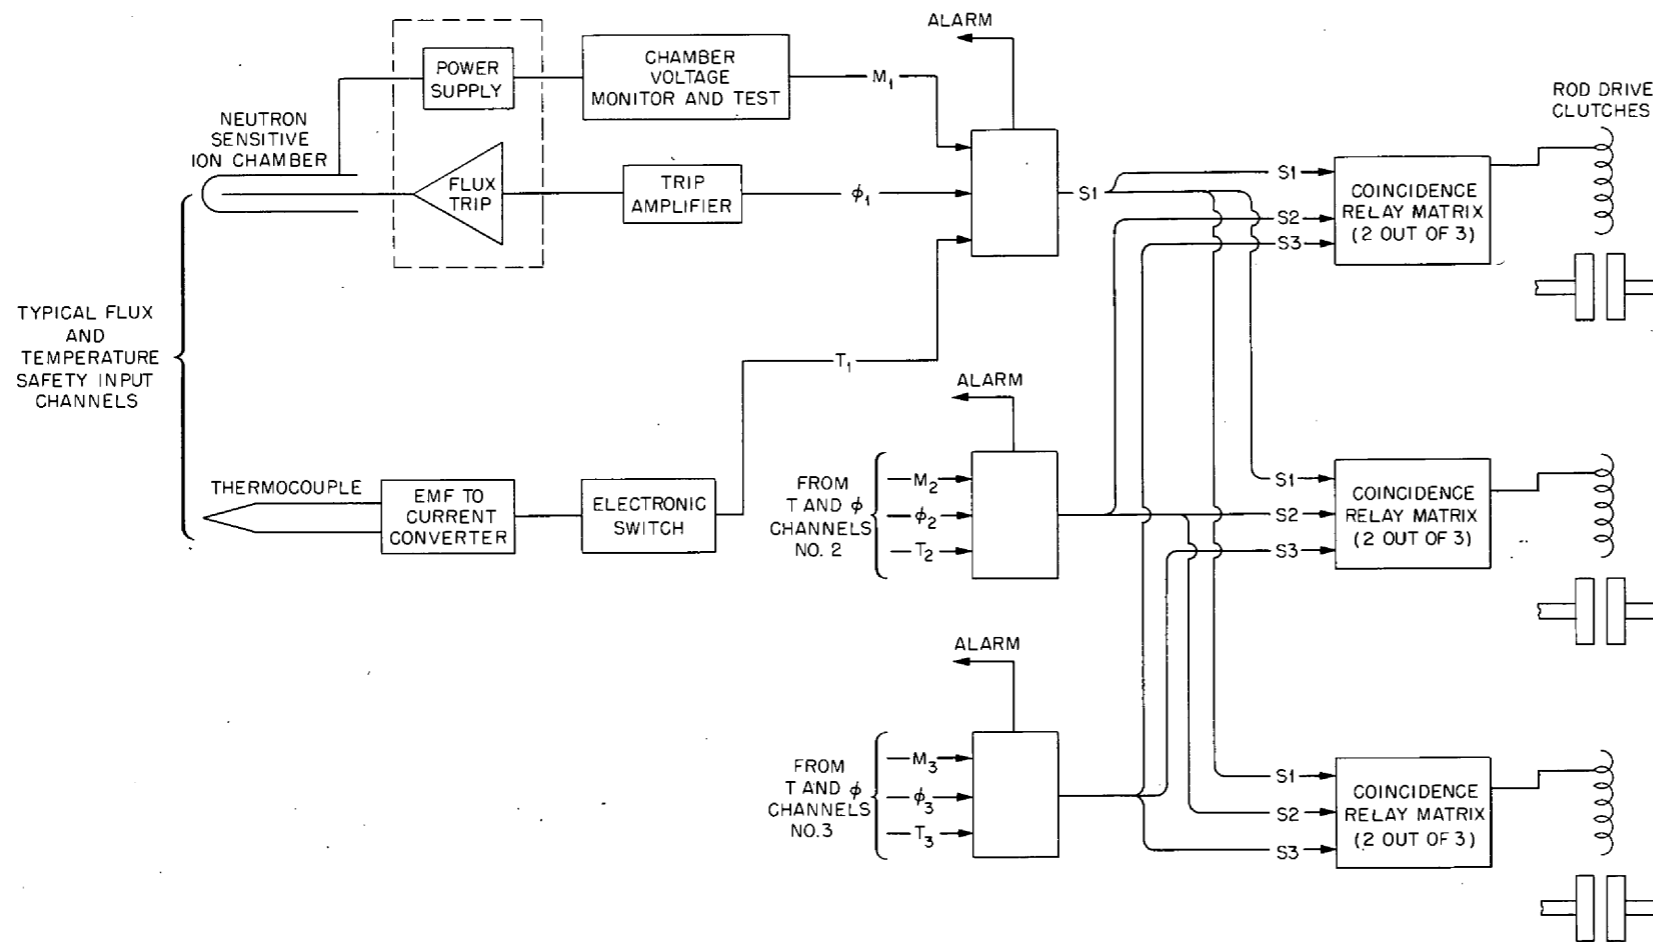 ALARM
POWER
SUPPLY
CHAMBER
VOLTAGE
MONITOR AND TEST
M1
ROD DRIVE
CLUTCHES
NEUTRON
SENSITIVE
ION CHAMBER
FLUX
TRIP
TRIP
AMPLIFIER
ϕ1
S1
S1
S2
S3
COINCIDENCE
RELAY MATRIX
(2 OUT OF 3)
TYPICAL FLUX
AND
TEMPERATURE
SAFETY INPUT
CHANNELS
T1
ALARM
THERMOCOUPLE
EMF TO
CURRENT
CONVERTER
ELECTRONIC
SWITCH
FROM
T AND ϕ
CHANNELS
NO. 2
M2
ϕ2
T2
S1
S2
S3
COINCIDENCE
RELAY MATRIX
(2 OUT OF 3)
ALARM
FROM
T AND ϕ
CHANNELS
NO.3
M3
ϕ3
T3
S1
S2
S3
COINCIDENCE
RELAY MATRIX
(2 OUT OF 3)